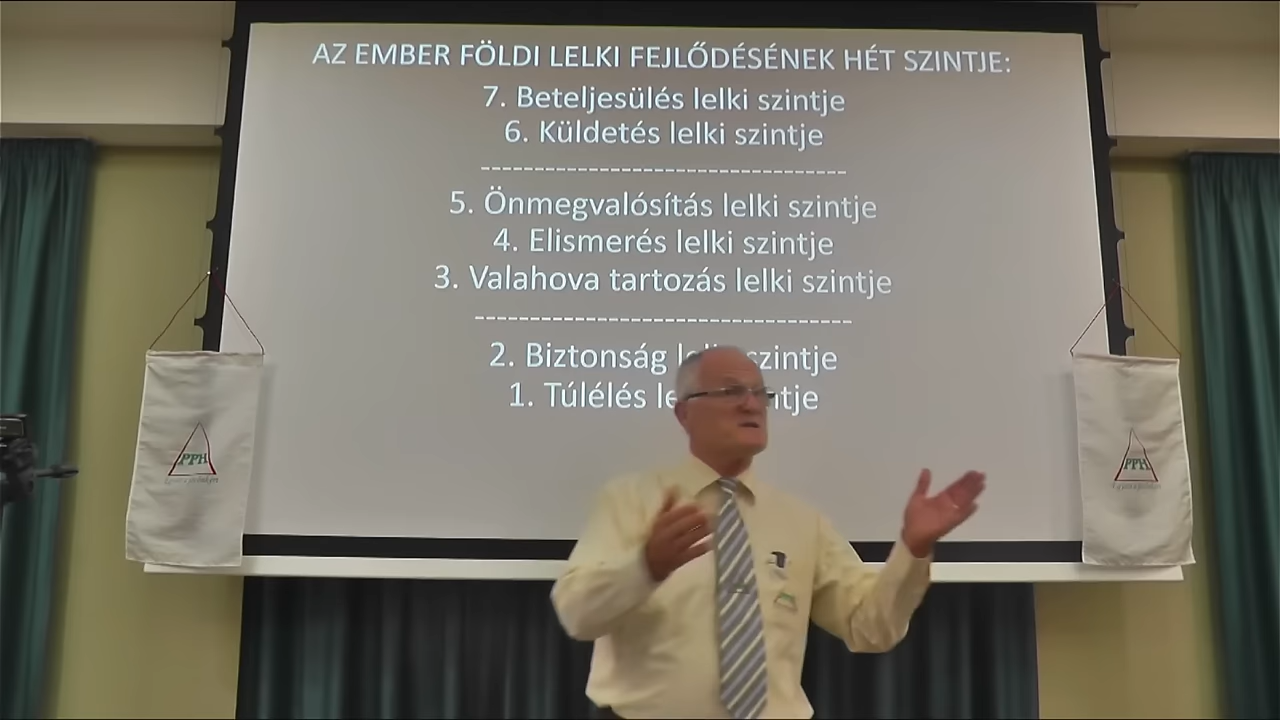 AZ EMBER FÖLDI LELKI FEJLŐDÉSÉNEK HÉT SZINTJE:
7. Beteljesülés lelki szintje
6. Küldetés lelki szintje
---------------------------------
5. Önmegvalósítás lelki szintje
4. Elismerés lelki szintje
3. Valahova tartozás lelki szintje
----------------------------------
2. Biztonság szintje
1. Túlélés
PPH
PPH